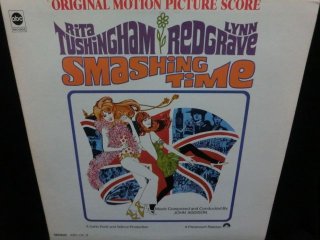 ORIGINAL MOTION PICTURE SCORE
abc
RITA TUSHINGHAM
LYNN REDGRAVE
SMASHING TIME
Music Composed and Conducted By
JOHN ADDISON
A Paramount Release